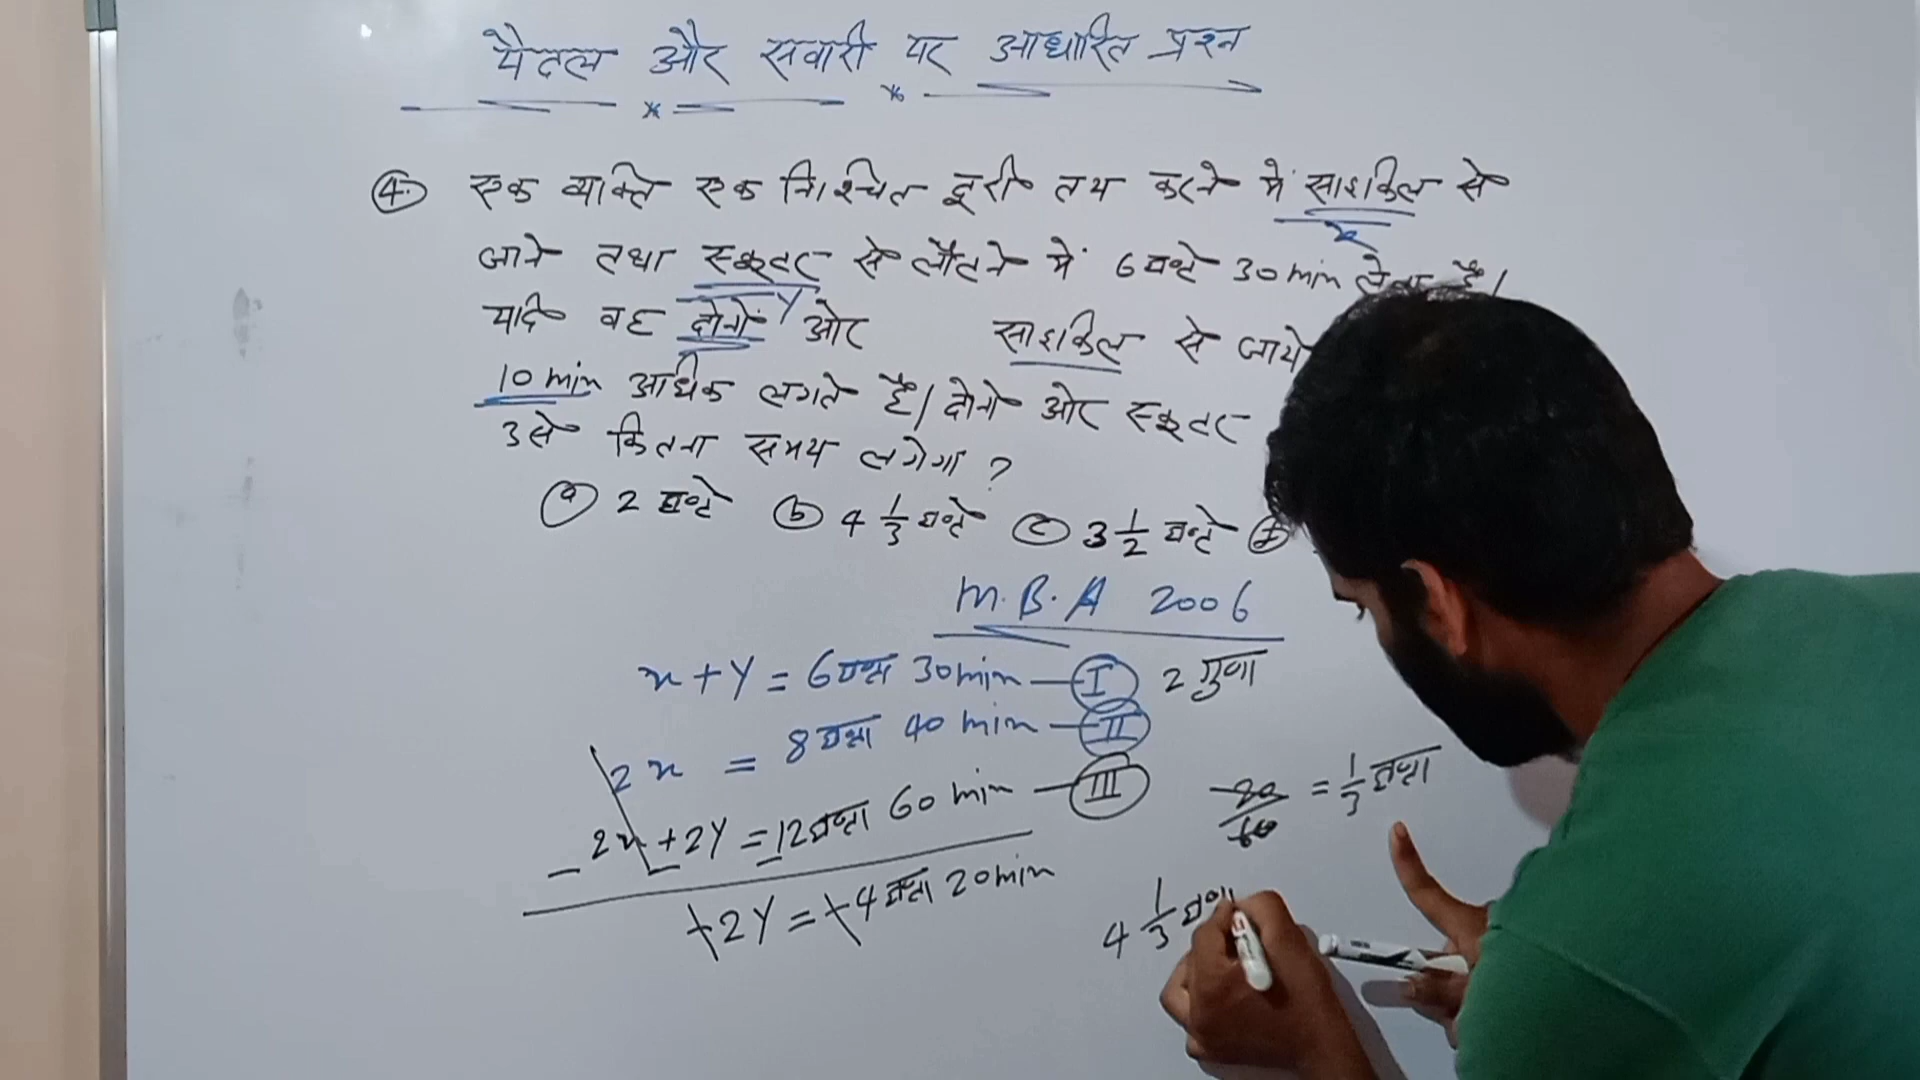 पैदल और सवारी पर आधारित प्रश्न
④ एक व्यक्ति एक निश्चित दूरी तय करने में साइकिल से
x
जाने तथा स्कूटर से लौटने में 6 घण्टे 30 min लेता है।
y
यदि वह दोनों ओर साइकिल से जाये
10 min अधिक लगते है। दोनो ओर स्कूटर
उसे कितना समय लगेगा ?
ⓐ 2 घण्टे ⓑ 4 1/3 घण्टे ⓒ 3 1/2 घण्टे ⓓ
M.B.A 2006
x + y = 6 घण्टा 30 min — Ⓘ 2 गुणा
2x = 8 घण्टा 40 min — II
2x + 2y = 12 घण्टा 60 min — III
20/60 = 1/3 घण्टा
-2y = -4 घण्टा 20 min
4 1/3 घण्टा